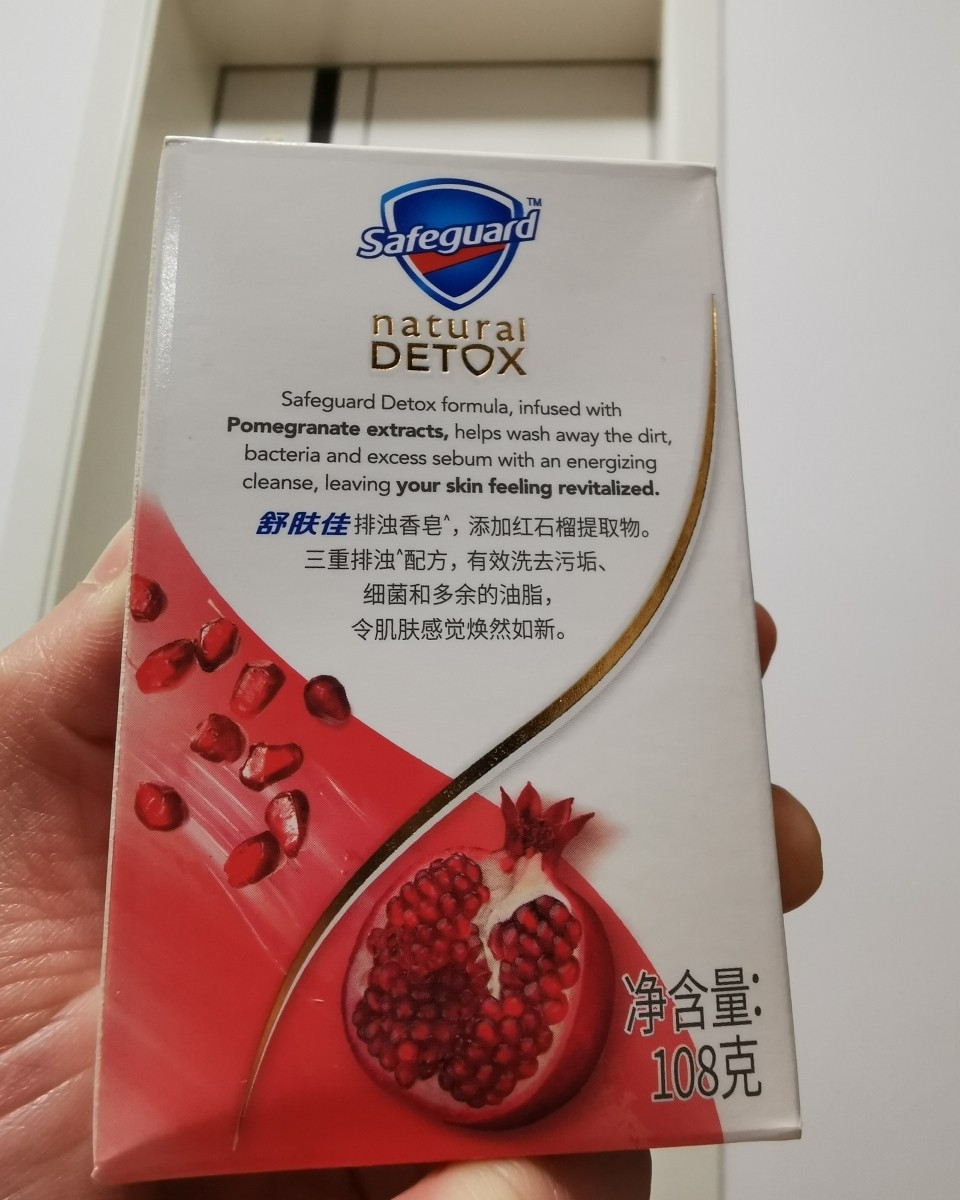 Safeguard™
natural
DETOX
Safeguard Detox formula, infused with
Pomegranate extracts, helps wash away the dirt,
bacteria and excess sebum with an energizing
cleanse, leaving your skin feeling revitalized.
舒肤佳排浊香皂^，添加红石榴提取物。
三重排浊^配方，有效洗去污垢、
细菌和多余的油脂，
令肌肤感觉焕然如新。
净含量:
108克